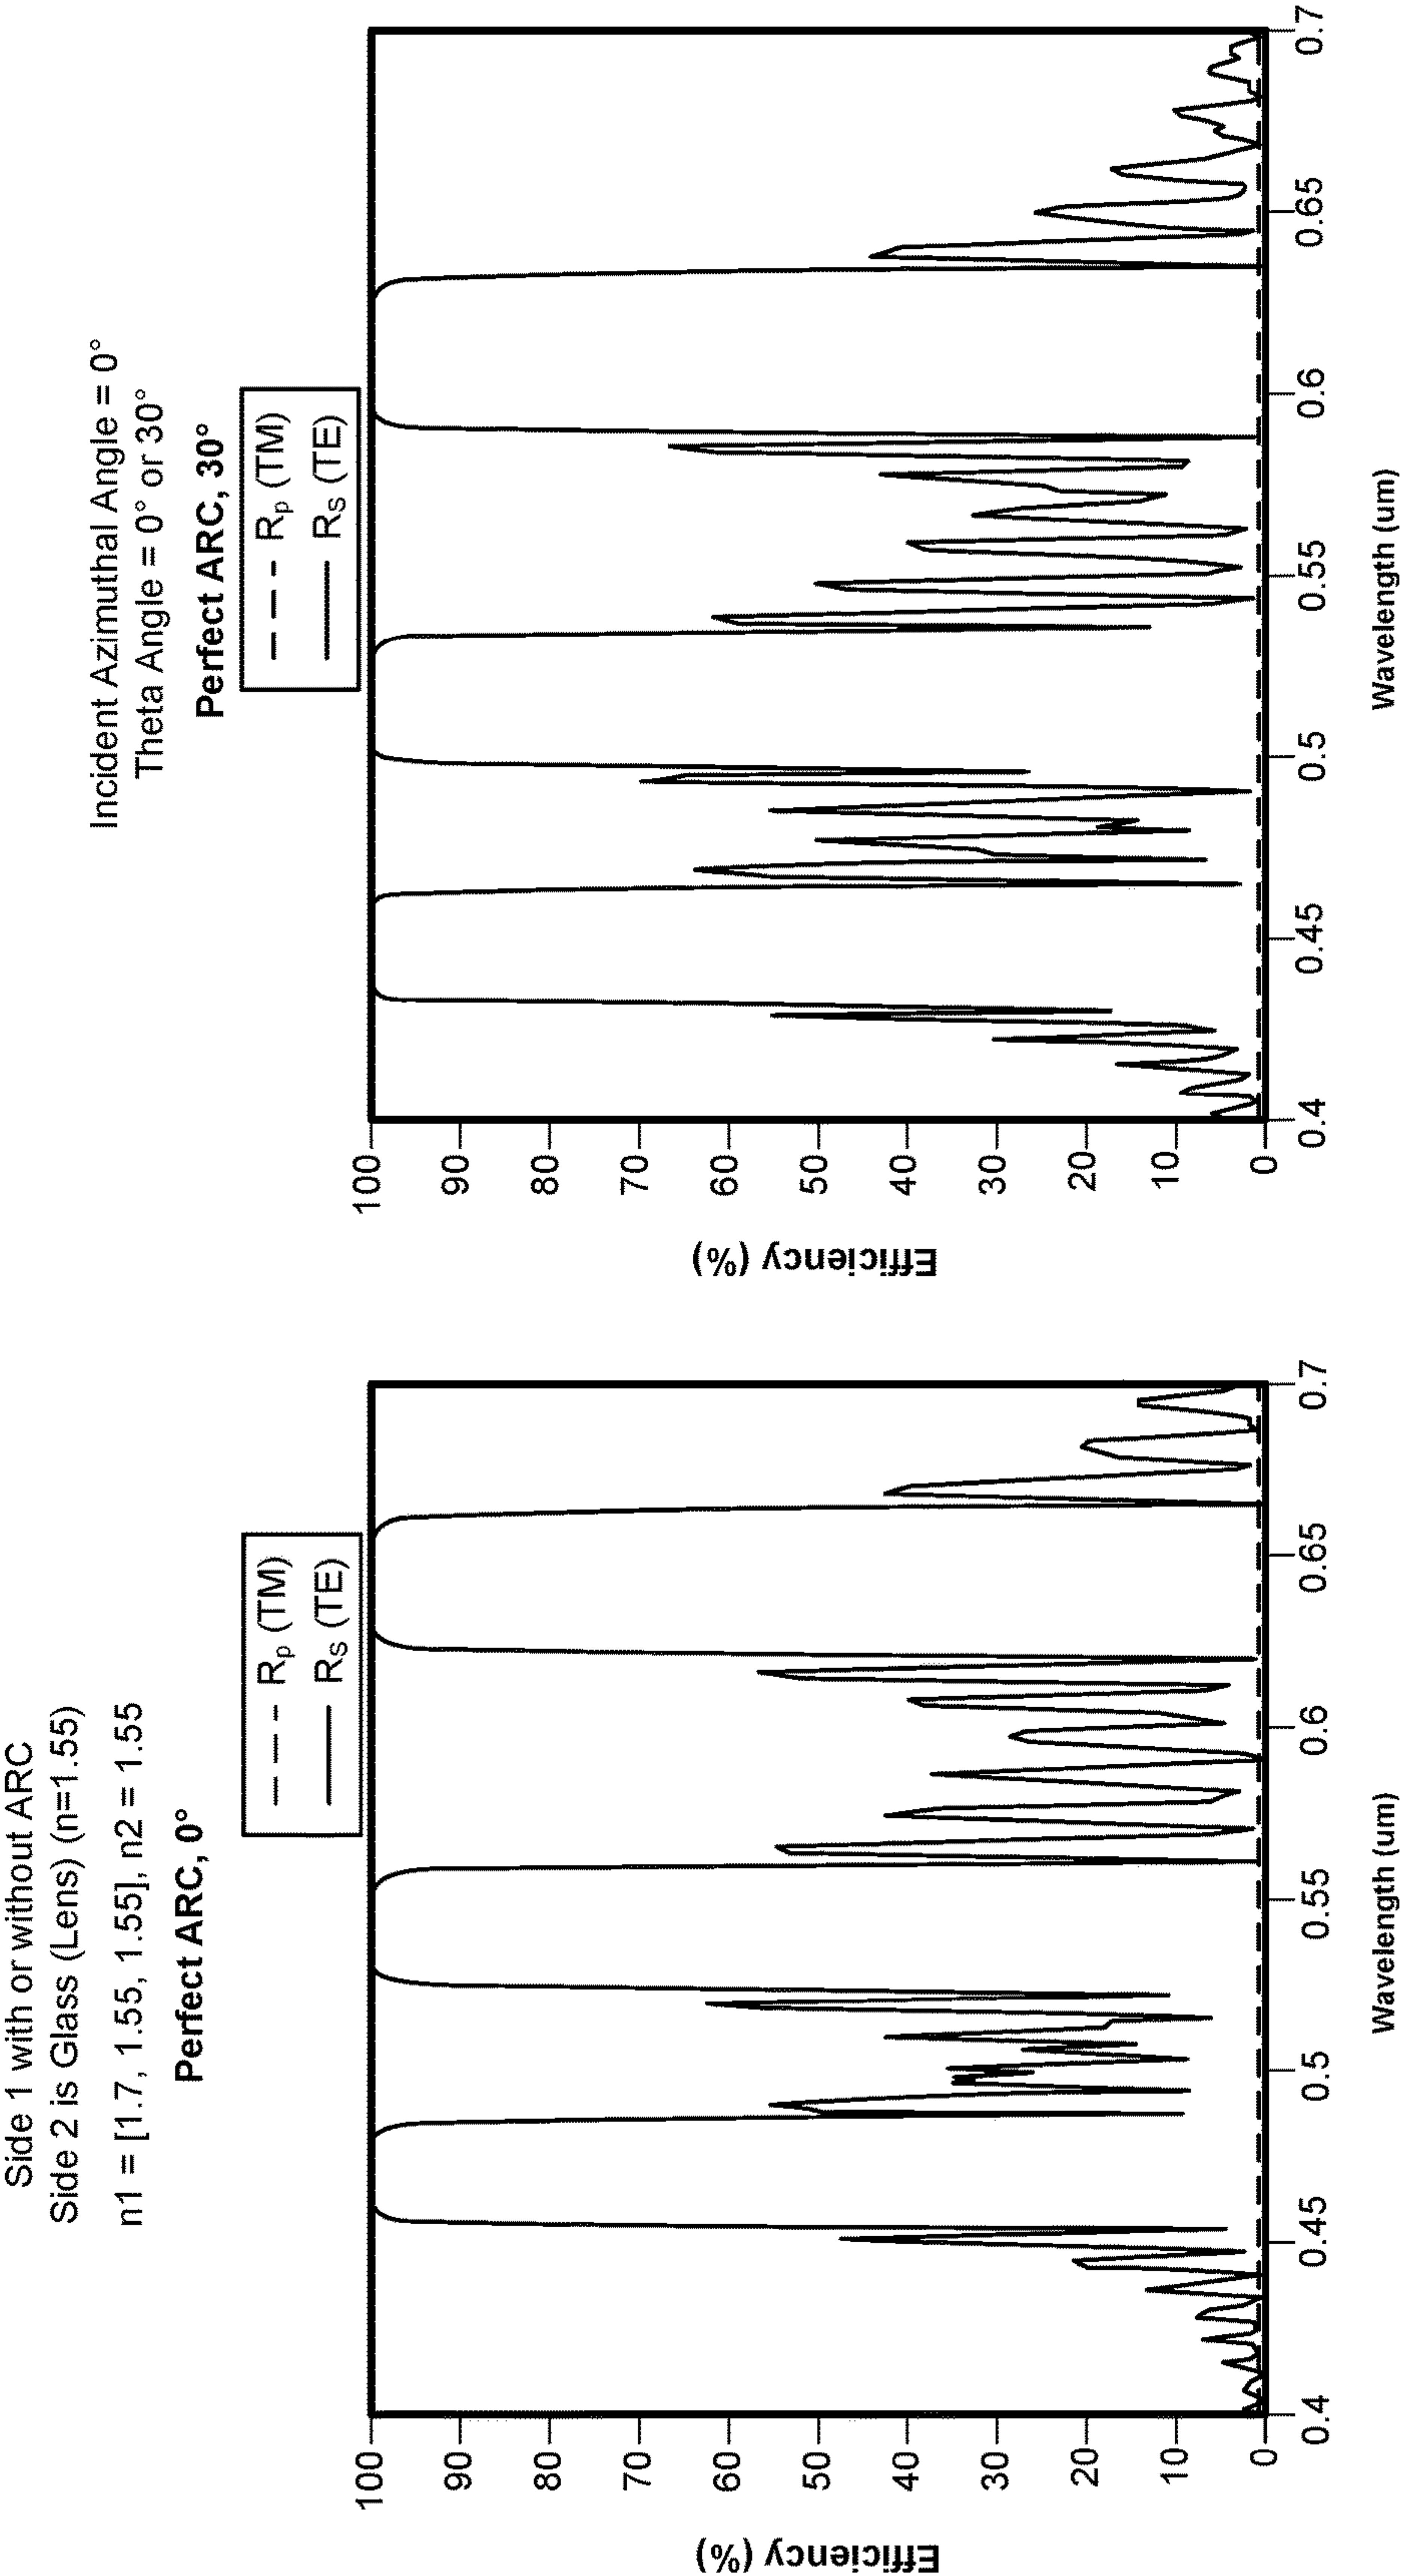 Side 1 with or without ARC
Side 2 is Glass (Lens) (n=1.55)
n1 = [1.7, 1.55, 1.55], n2 = 1.55
Perfect ARC, 0°
Rp (TM)
RS (TE)
Efficiency (%)
100
90
80
70
60
50
40
30
20
10
0
0.4
0.45
0.5
0.55
0.6
0.65
0.7
Wavelength (um)
Incident Azimuthal Angle = 0°
Theta Angle = 0° or 30°
Perfect ARC, 30°
Rp (TM)
RS (TE)
Efficiency (%)
100
90
80
70
60
50
40
30
20
10
0
0.4
0.45
0.5
0.55
0.6
0.65
0.7
Wavelength (um)